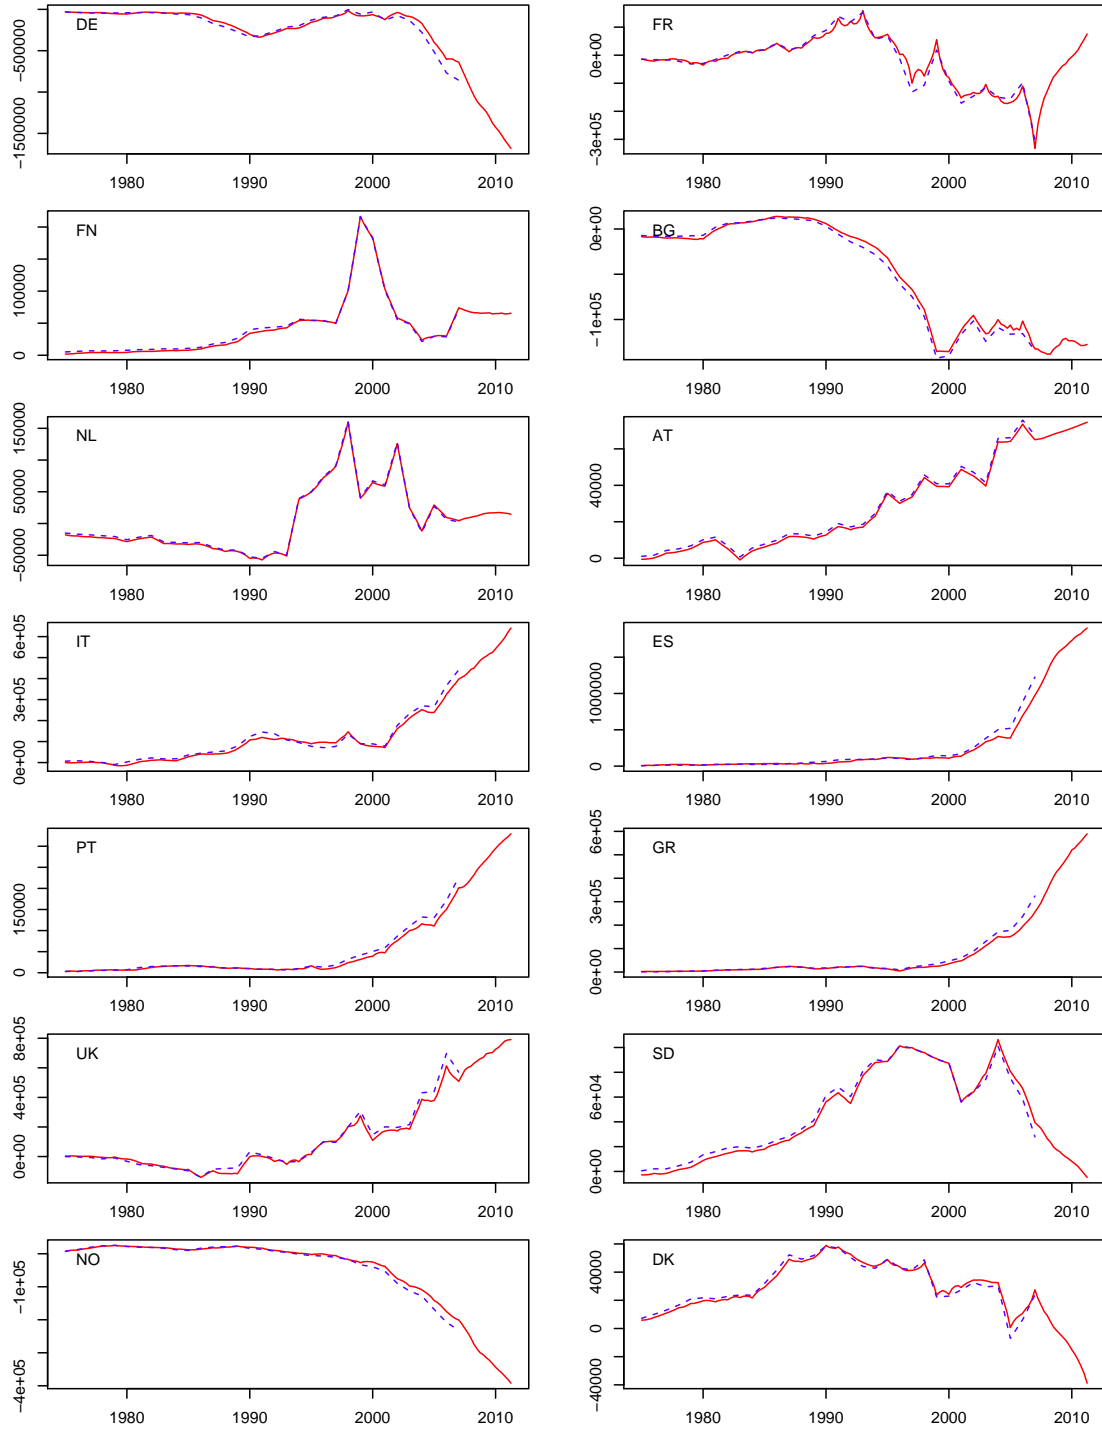 DE
−1500000 −500000
1980 1990 2000 2010
FR
−3e+05 0e+00
1980 1990 2000 2010
FN
0 100000
1980 1990 2000 2010
BG
−1e+05 0e+00
1980 1990 2000 2010
NL
−50000 50000 150000
1980 1990 2000 2010
AT
0 40000
1980 1990 2000 2010
IT
0e+00 3e+05 6e+05
1980 1990 2000 2010
ES
0 100000
1980 1990 2000 2010
PT
0 150000
1980 1990 2000 2010
GR
0e+00 3e+05 6e+05
1980 1990 2000 2010
UK
0e+00 4e+05 8e+05
1980 1990 2000 2010
SD
0e+00 6e+04
1980 1990 2000 2010
NO
−4e+05 −1e+05
1980 1990 2000 2010
DK
−40000 0 40000
1980 1990 2000 2010